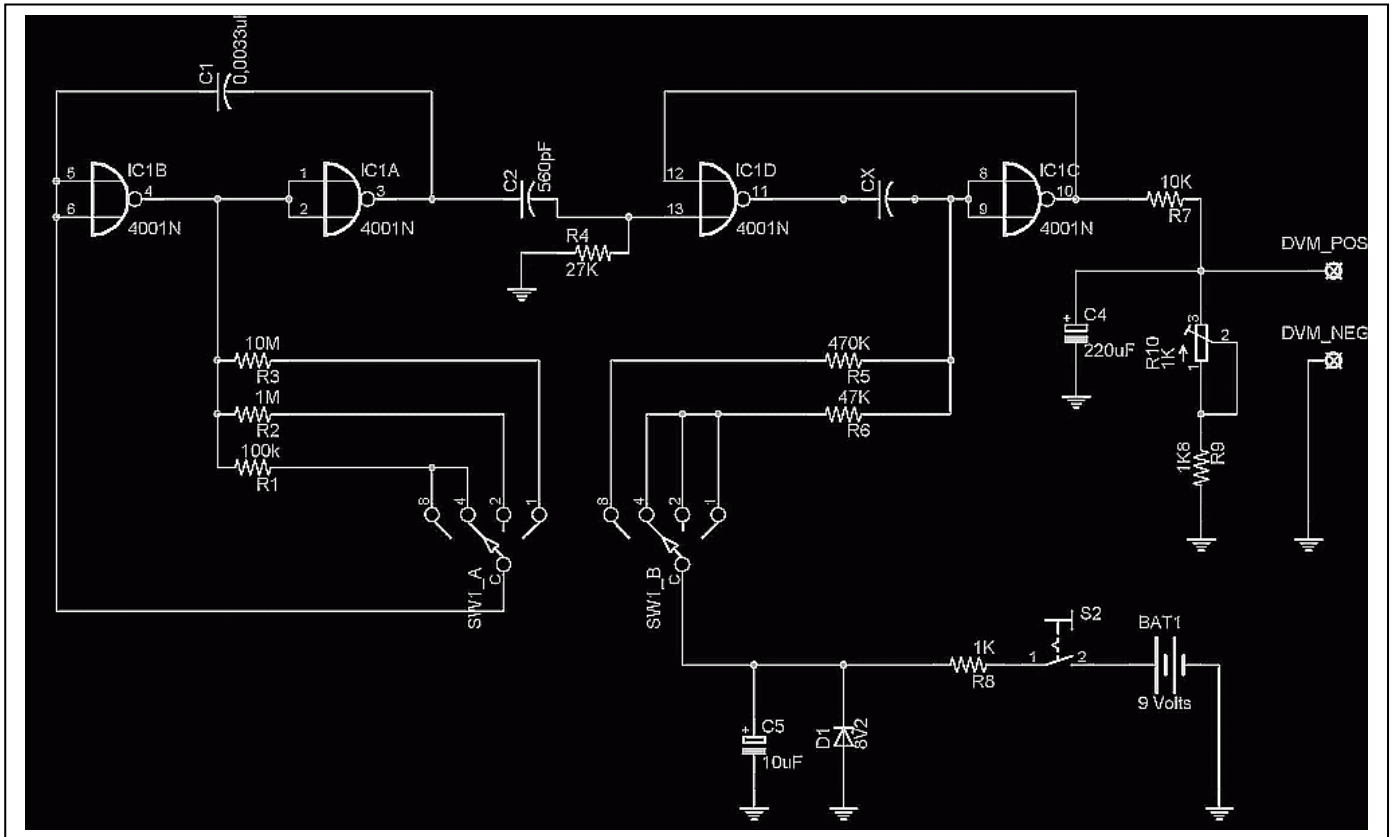 C1
0,0033uF
5
6
IC1B
4
4001N
1
2
IC1A
3
4001N
C2
560pF
R4
27K
12
13
IC1D
11
4001N
CX
8
9
IC1C
10
4001N
10K
R7
DVM_POS
DVM_NEG
+
C4
220uF
3
2
1
R10
1K
1K8
R9
10M
R3
1M
R2
100k
R1
8
4
2
1
C
SW1_A
470K
R5
47K
R6
8
4
2
1
C
SW1_B
+
C5
10uF
D1
8V2
1K
R8
1
2
S2
BAT1
9 Volts